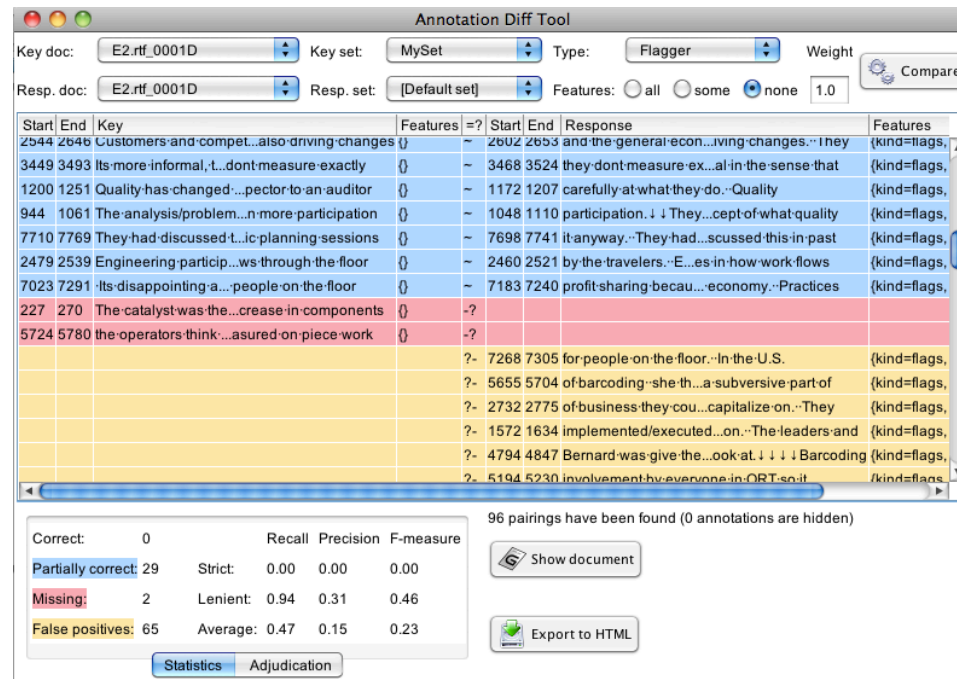 Annotation Diff Tool
Key doc: E2.rtf_0001D Key set: MySet Type: Flagger Weight
Compare
Resp. doc: E2.rtf_0001D Resp. set: [Default set] Features: all some none 1.0
Start End Key Features =? Start End Response Features
2544 2646 Customers·and·compet...also·driving·changes {} ~ 2602 2653 and·the·general·econ...iving·changes.··They {kind=flags,
3449 3493 Its·more·informal,·t...dont·measure·exactly {} ~ 3468 3524 they·dont·measure·ex...al·in·the·sense·that {kind=flags,
1200 1251 Quality·has·changed·...pector·to·an·auditor {} ~ 1172 1207 carefully·at·what·they·do.··Quality {kind=flags,
944 1061 The·analysis/problem...n·more·participation {} ~ 1048 1110 participation.↓↓They...cept·of·what·quality {kind=flags,
7710 7769 They·had·discussed·t...ic·planning·sessions {} ~ 7698 7741 it·anyway.··They·had...scussed·this·in·past {kind=flags,
2479 2539 Engineering·particip...ws·through·the·floor {} ~ 2460 2521 by·the·travelers.··E...es·in·how·work·flows {kind=flags,
7023 7291 ·Its·disappointing·a...·people·on·the·floor {} ~ 7183 7240 profit·sharing·becau...·economy.··Practices {kind=flags,
227 270 The·catalyst·was·the...crease·in·components {} -?
5724 5780 the·operators·think·...asured·on·piece·work {} -?
?- 7268 7305 for·people·on·the·floor.··In·the·U.S. {kind=flags,
?- 5655 5704 of·barcoding··she·th...a·subversive·part·of {kind=flags,
?- 2732 2775 of·business·they·cou...capitalize·on.··They {kind=flags,
?- 1572 1634 implemented/executed...on.··The·leaders·and {kind=flags,
?- 4794 4847 Bernard·was·give·the...ook·at.↓↓↓↓Barcoding {kind=flags,
?- 5194 5230 involvement·by·everyone·in·ORT·so·it {kind=flags
96 pairings have been found (0 annotations are hidden)
Correct: 0 Recall Precision F-measure
Show document
Partially correct: 29 Strict: 0.00 0.00 0.00
Missing: 2 Lenient: 0.94 0.31 0.46
False positives: 65 Average: 0.47 0.15 0.23
Export to HTML
Statistics Adjudication